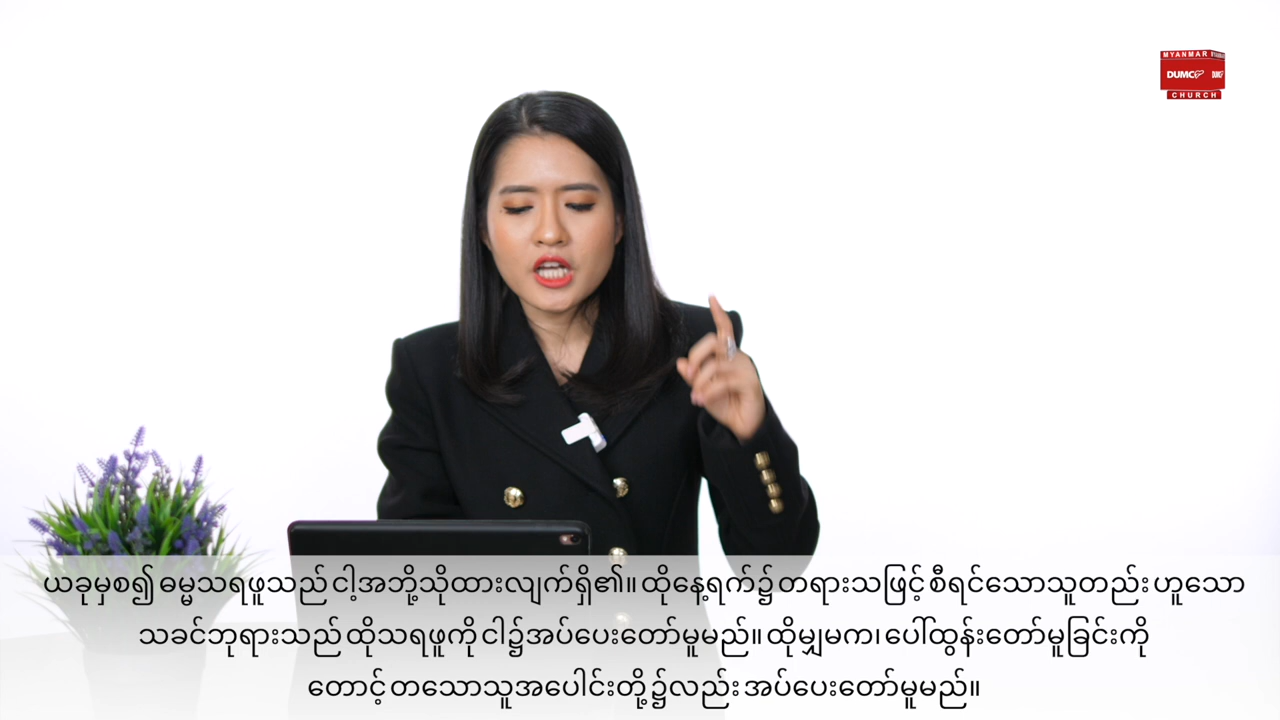 MYANMAR
DUMC
CHURCH
ယခုမှစ၍ ဓမ္မသရဖူသည် ငါ့အဘို့သိုထားလျက်ရှိ၏။ ထိုနေ့ရက်၌ တရားသဖြင့် စီရင်သောသူတည်း ဟူသော
သခင်ဘုရားသည် ထိုသရဖူကို ငါ၌အပ်ပေးတော်မူမည်။ ထိုမျှမက၊ ပေါ်ထွန်းတော်မူခြင်းကို
တောင့်တသောသူအပေါင်းတို့၌လည်း အပ်ပေးတော်မူမည်။